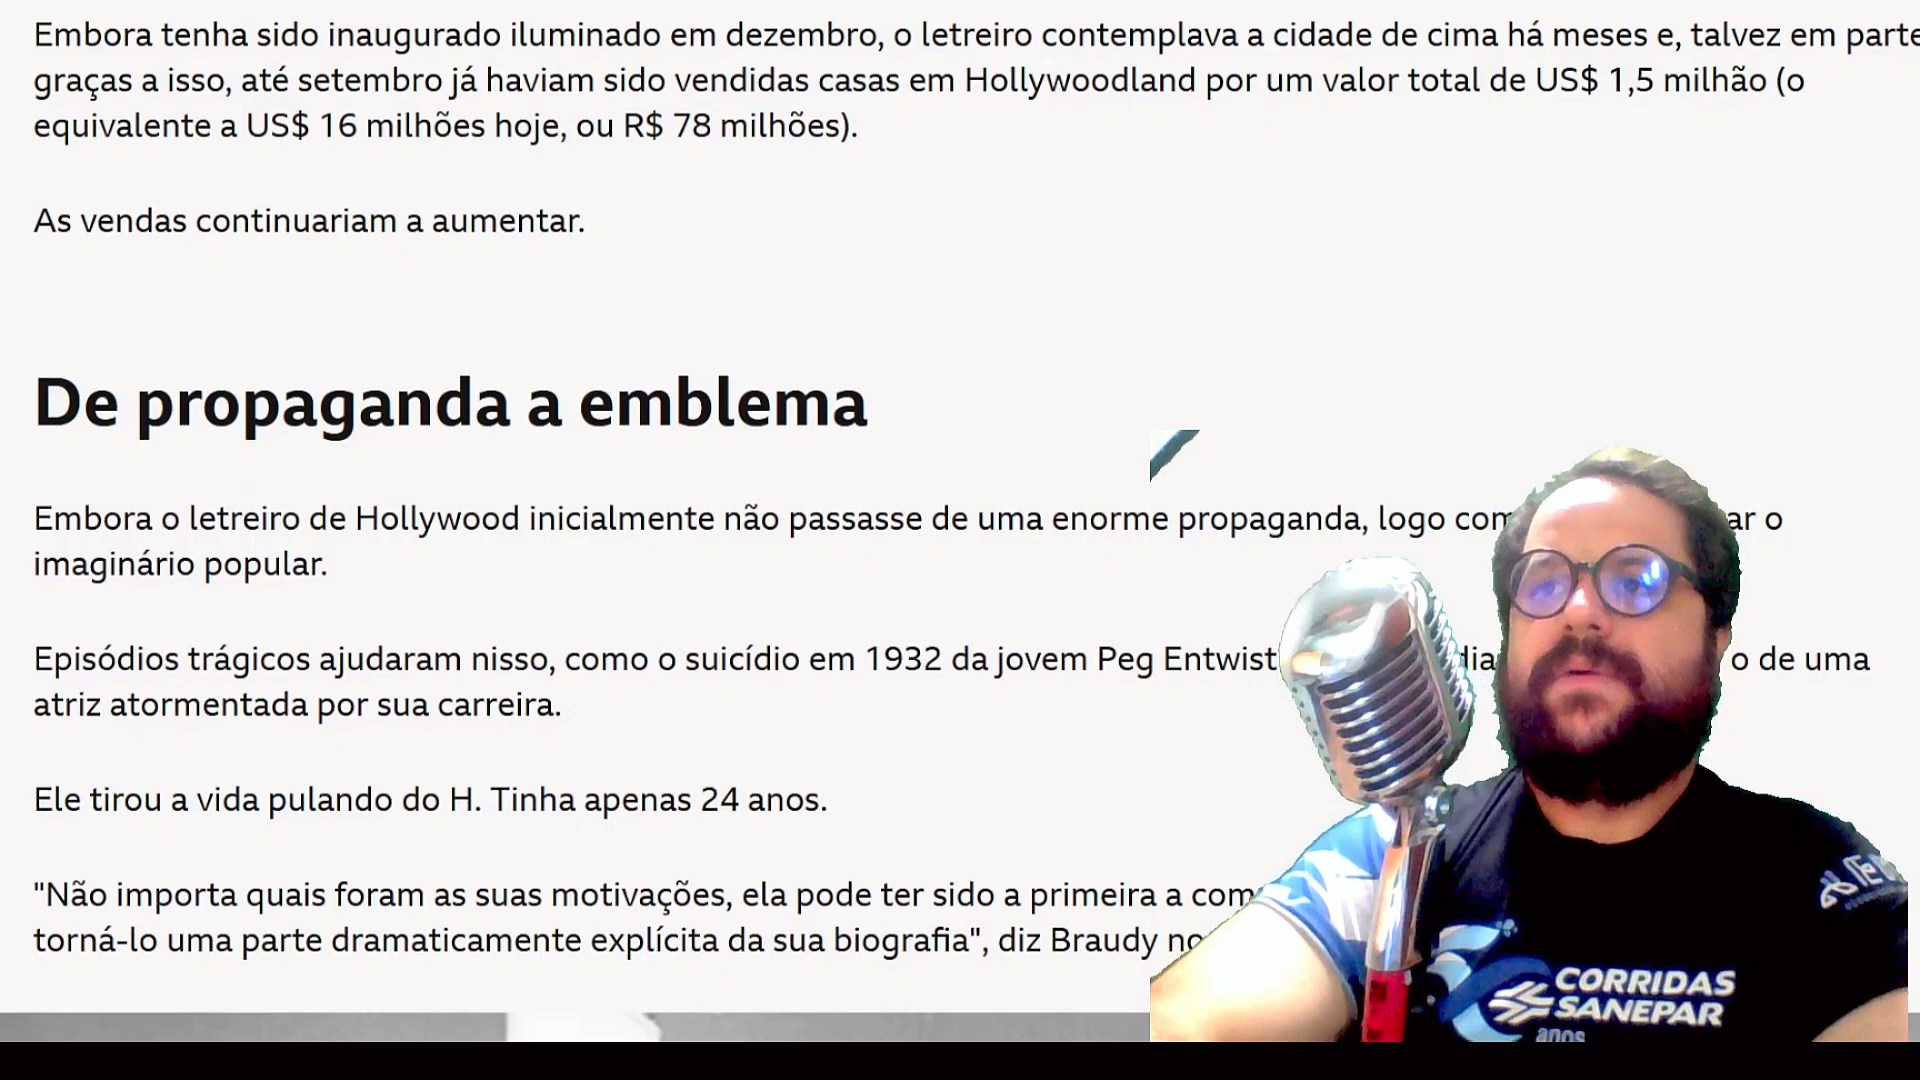 Embora tenha sido inaugurado iluminado em dezembro, o letreiro contemplava a cidade de cima há meses e, talvez em parte
graças a isso, até setembro já haviam sido vendidas casas em Hollywoodland por um valor total de US$ 1,5 milhão (o
equivalente a US$ 16 milhões hoje, ou R$ 78 milhões).
As vendas continuariam a aumentar.
De propaganda a emblema
Embora o letreiro de Hollywood inicialmente não passasse de uma enorme propaganda, logo o
imaginário popular.
Episódios trágicos ajudaram nisso, como o suicídio em 1932 da jovem Peg o de uma
atriz atormentada por sua carreira.
Ele tirou a vida pulando do H. Tinha apenas 24 anos.
"Não importa quais foram as suas motivações, ela pode ter sido a primeira a
torná-lo uma parte dramaticamente explícita da sua biografia", diz Braudy
CORRIDAS
SANEPAR
anos